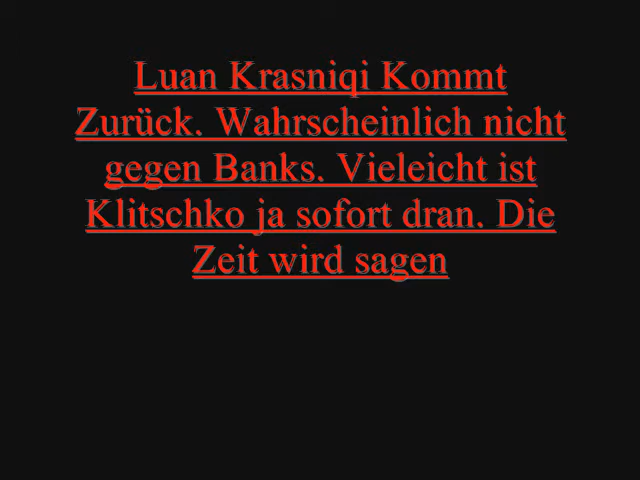 Luan Krasniqi Kommt
Zurück. Wahrscheinlich nicht
gegen Banks. Vieleicht ist
Klitschko ja sofort dran. Die
Zeit wird sagen